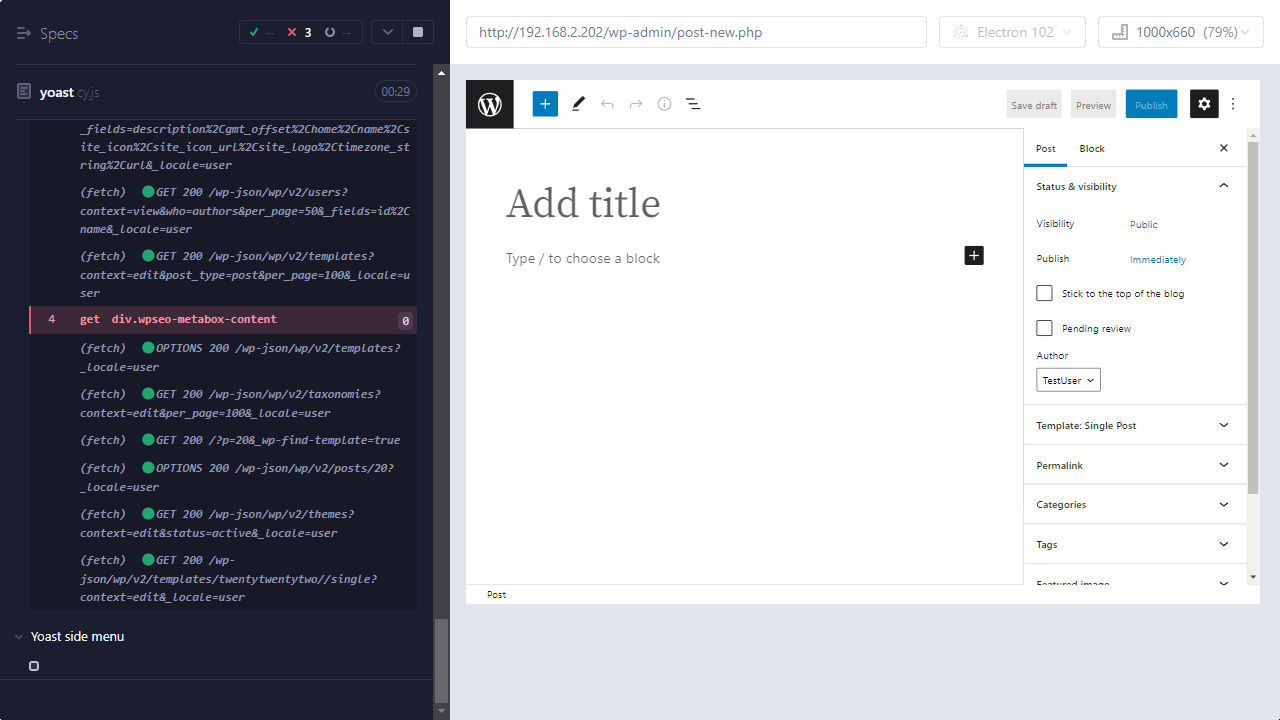 Specs
--
3
--
http://192.168.2.202/wp-admin/post-new.php
Electron 102
1000x660 (79%)
yoast.cy.js
00:29
_fields=description%2Cgmt_offset%2Chome%2Cname%2Cs
ite_icon%2Csite_icon_url%2Csite_logo%2Ctimezone_st
ring%2Curl&_locale=user
(fetch) GET 200 /wp-json/wp/v2/users?
context=view&who=authors&per_page=50&_fields=id%2C
name&_locale=user
(fetch) GET 200 /wp-json/wp/v2/templates?
context=edit&post_type=post&per_page=100&_locale=u
ser
4 get div.wpseo-metabox-content 0
(fetch) OPTIONS 200 /wp-json/wp/v2/templates?
_locale=user
(fetch) GET 200 /wp-json/wp/v2/taxonomies?
context=edit&per_page=100&_locale=user
(fetch) GET 200 /?p=20&_wp-find-template=true
(fetch) OPTIONS 200 /wp-json/wp/v2/posts/20?
_locale=user
(fetch) GET 200 /wp-json/wp/v2/themes?
context=edit&status=active&_locale=user
(fetch) GET 200 /wp-
json/wp/v2/templates/twentytwentytwo//single?
context=edit&_locale=user
Yoast side menu
Save draft
Preview
Publish
Add title
Type / to choose a block
Post
Block
Status & visibility
Visibility Public
Publish Immediately
Stick to the top of the blog
Pending review
Author
TestUser
Template: Single Post
Permalink
Categories
Tags
Featured image
Post